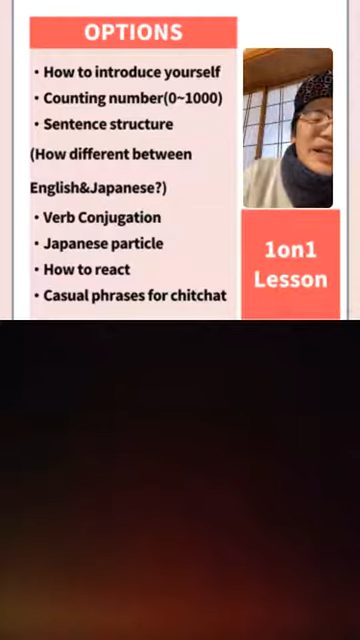 OPTIONS
・How to introduce yourself
・Counting number(0~1000)
・Sentence structure
(How different between
English&Japanese?)
・Verb Conjugation
・Japanese particle
・How to react
・Casual phrases for chitchat
1on1
Lesson